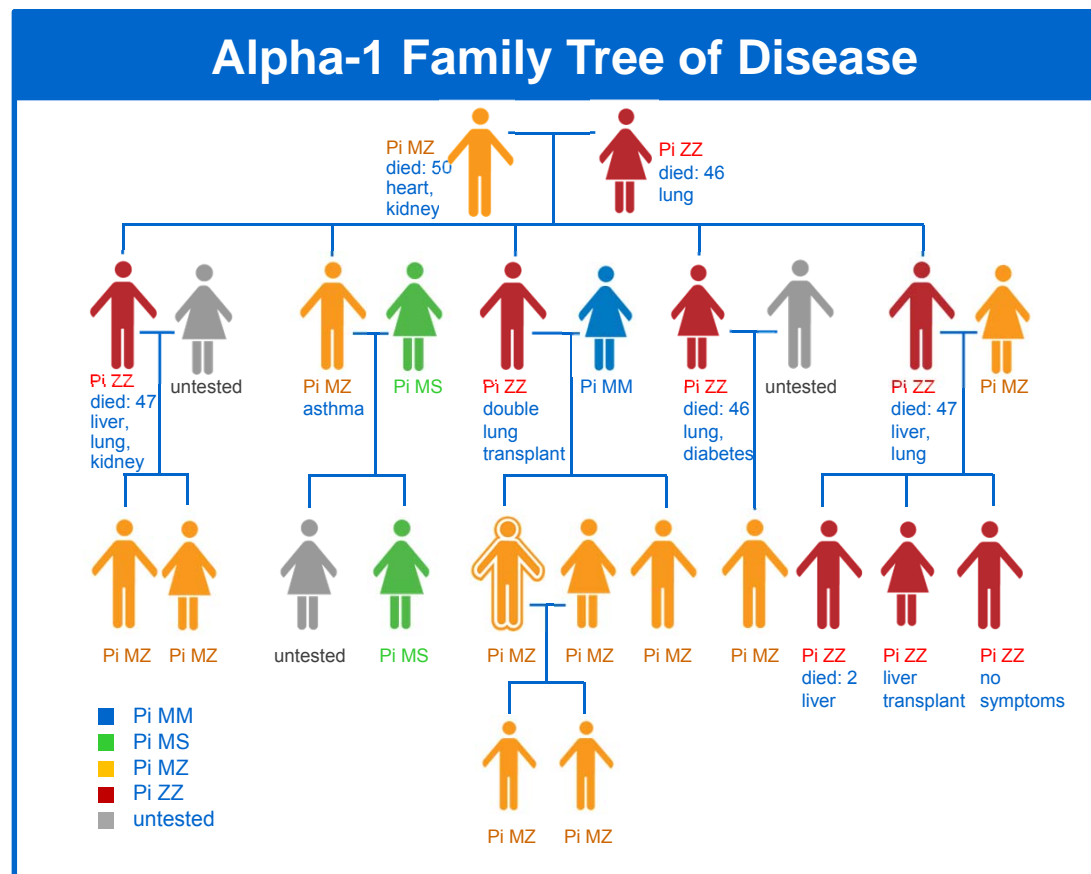 Alpha-1 Family Tree of Disease
Pi MZ
died: 50
heart,
kidney
Pi ZZ
died: 46
lung
Pi ZZ
died: 47
liver,
lung,
kidney
untested
Pi MZ
asthma
Pi MS
Pi ZZ
double
lung
transplant
Pi MM
Pi ZZ
died: 46
lung,
diabetes
untested
Pi ZZ
died: 47
liver,
lung
Pi MZ
Pi MZ
Pi MZ
untested
Pi MS
Pi MZ
Pi MZ
Pi MZ
Pi MZ
Pi ZZ
died: 2
liver
Pi ZZ
liver
transplant
Pi ZZ
no
symptoms
Pi MM
Pi MS
Pi MZ
Pi ZZ
untested
Pi MZ
Pi MZ